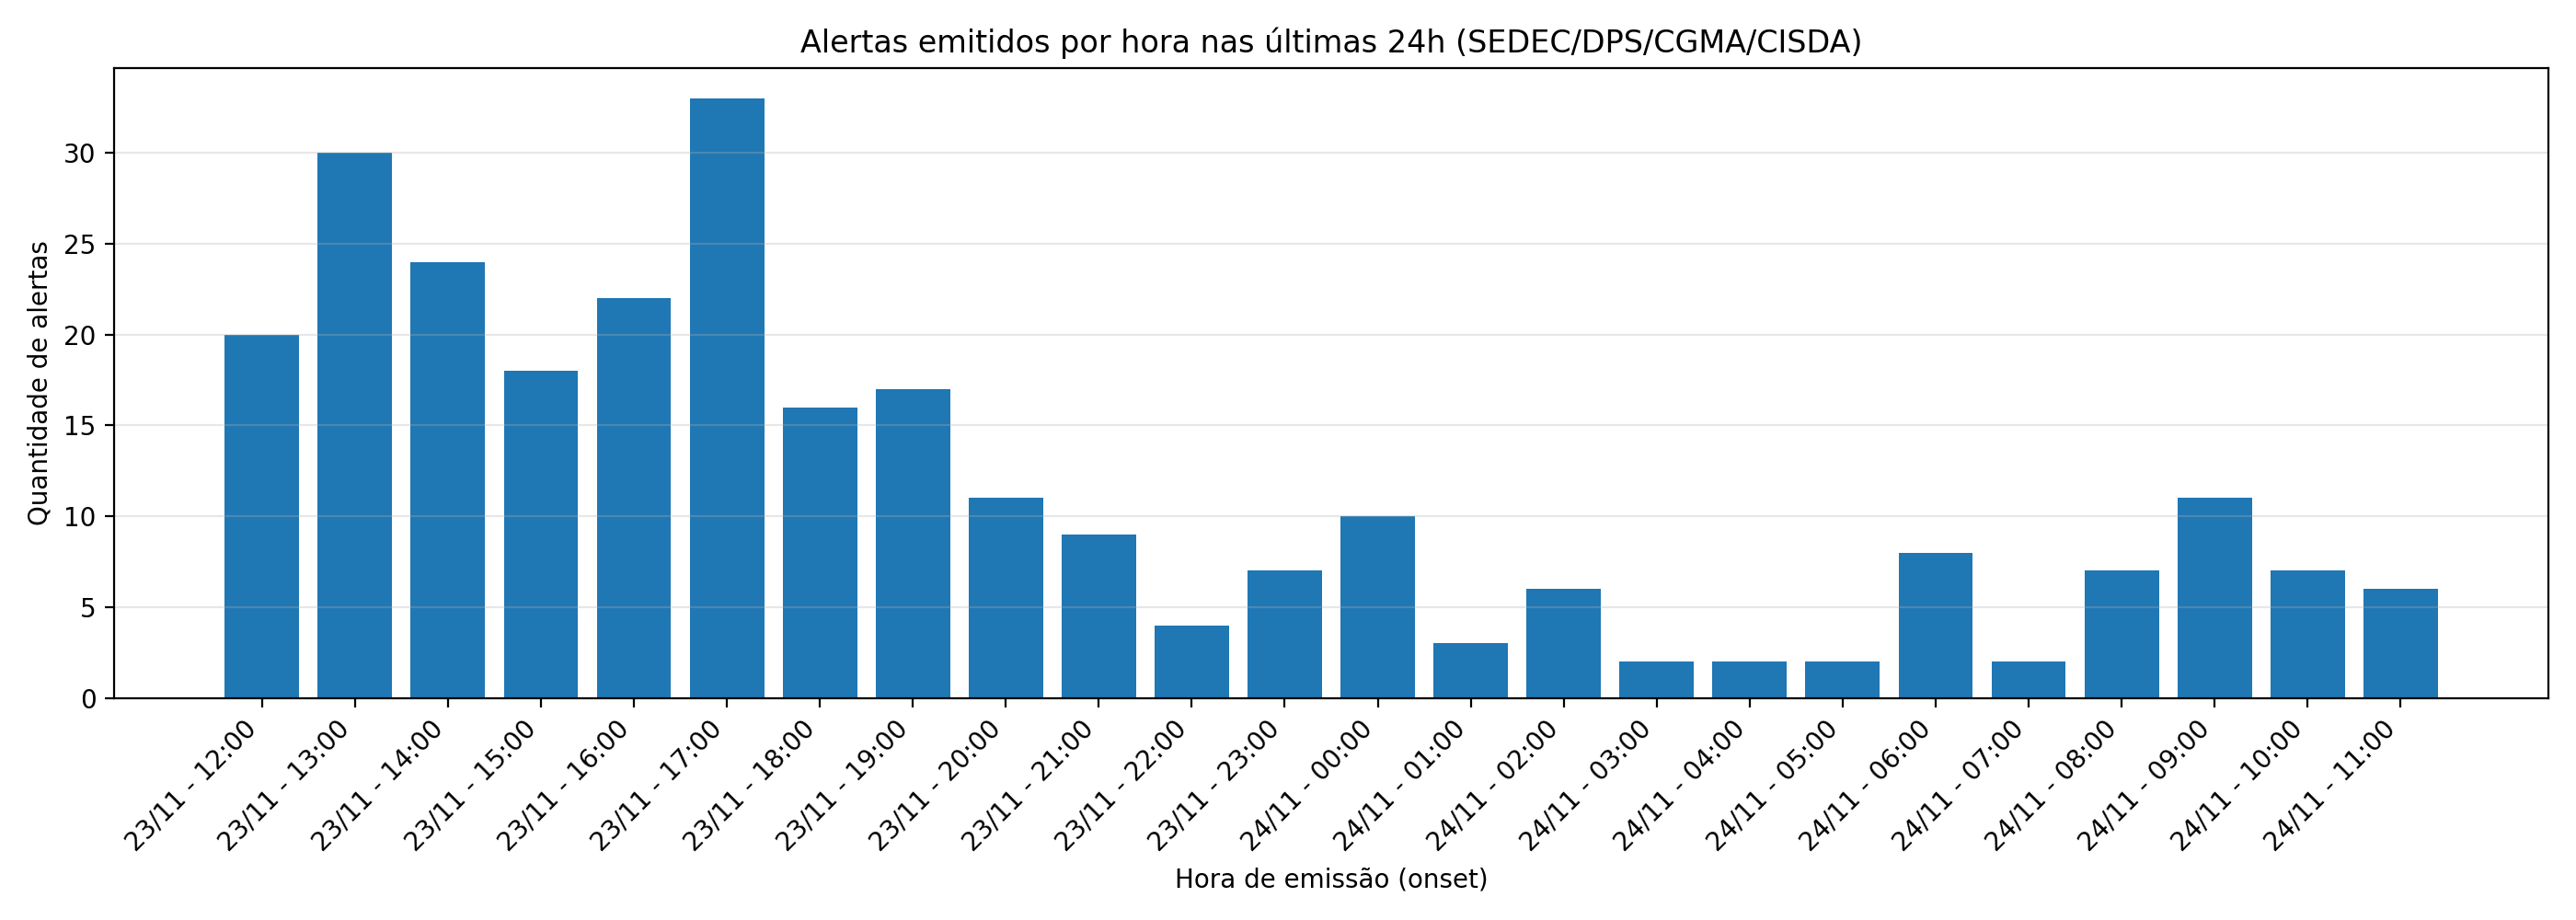 Alertas emitidos por hora nas últimas 24h (SEDEC/DPS/CGMA/CISDA)
Quantidade de alertas
30
25
20
15
10
5
0
23/11 - 12:00
23/11 - 13:00
23/11 - 14:00
23/11 - 15:00
23/11 - 16:00
23/11 - 17:00
23/11 - 18:00
23/11 - 19:00
23/11 - 20:00
23/11 - 21:00
23/11 - 22:00
23/11 - 23:00
24/11 - 00:00
24/11 - 01:00
24/11 - 02:00
24/11 - 03:00
24/11 - 04:00
24/11 - 05:00
24/11 - 06:00
24/11 - 07:00
24/11 - 08:00
24/11 - 09:00
24/11 - 10:00
24/11 - 11:00
Hora de emissão (onset)